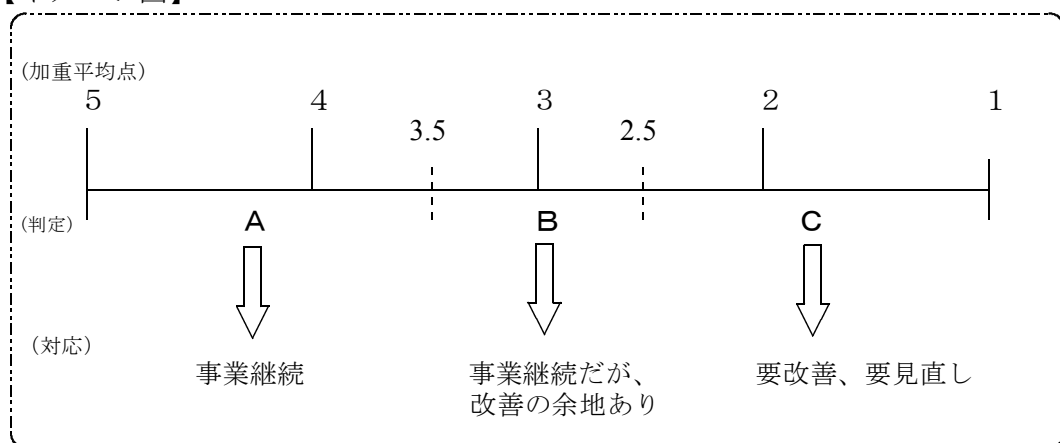 (加重平均点)
5 4 3 2 1
3.5 2.5
(判定) A B C
(対応)
事業継続 事業継続だが、 要改善、要見直し
改善の余地あり